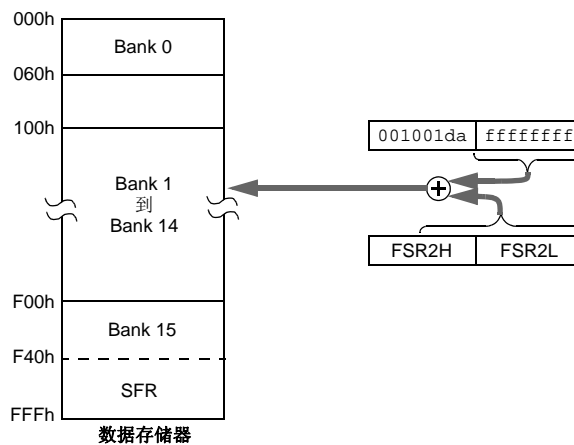 000h
Bank 0
060h
100h
001001da ffffffff
Bank 1
到
Bank 14
FSR2H FSR2L
F00h
Bank 15
F40h
SFR
FFFh
数据存储器